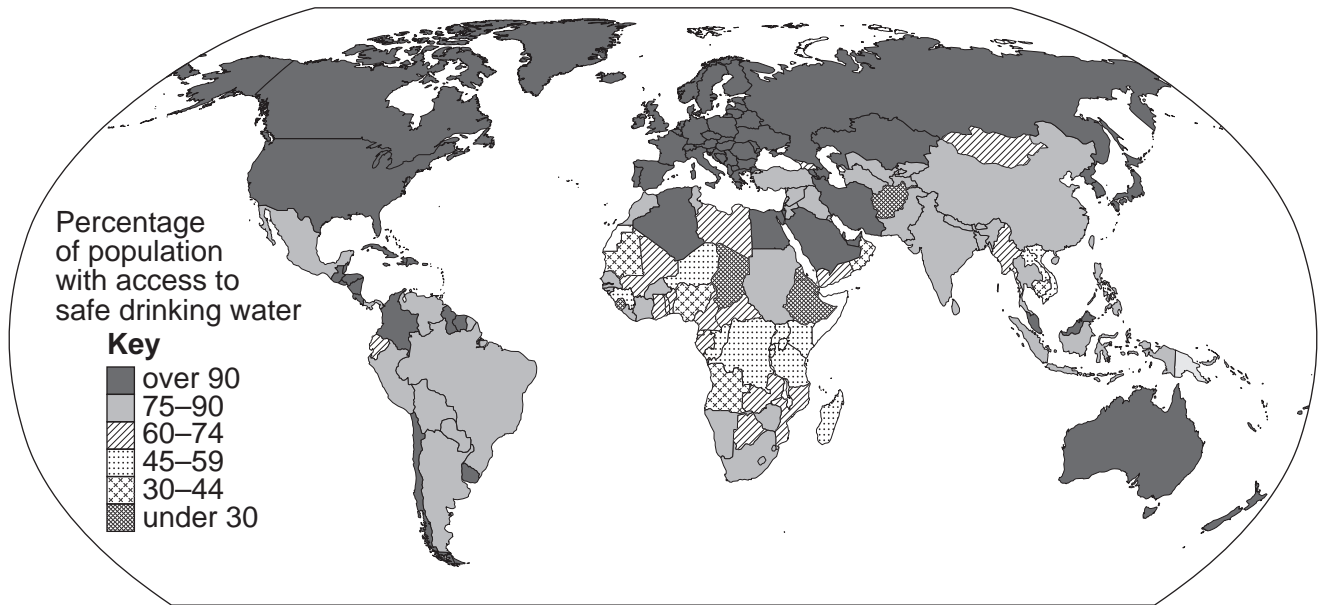 Percentage
of population
with access to
safe drinking water
Key
over 90
75–90
60–74
45–59
30–44
under 30